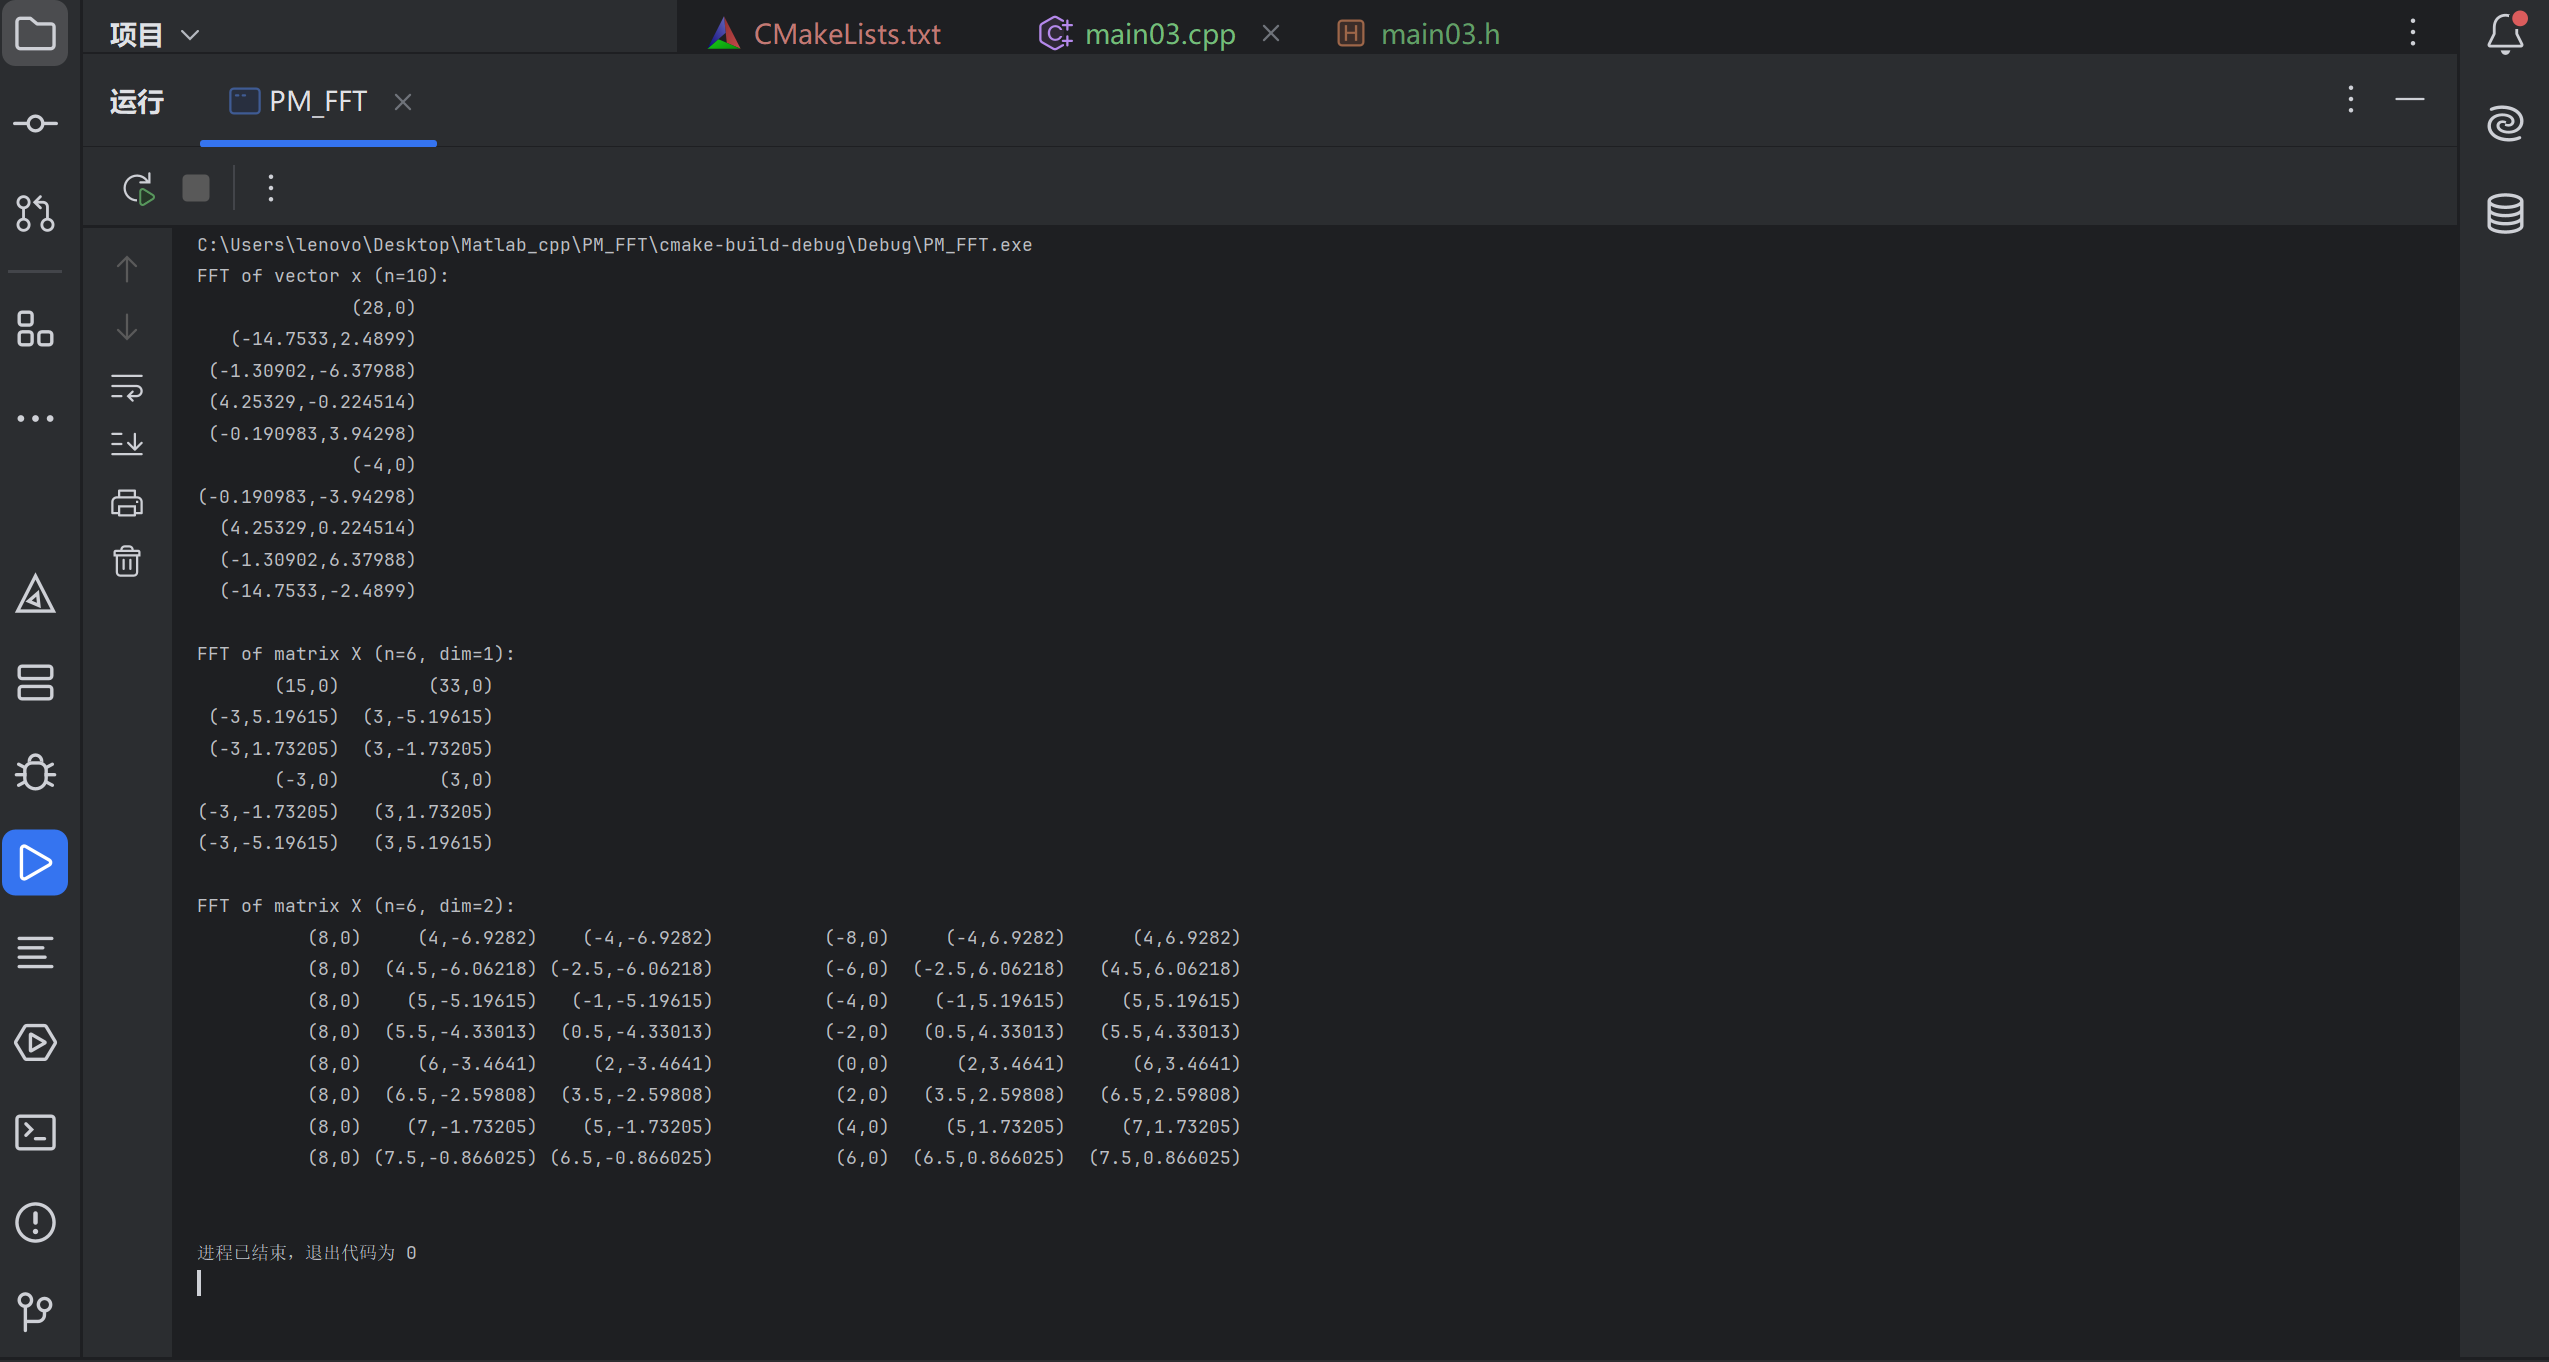 项目
CMakeLists.txt
main03.cpp
main03.h
运行
PM_FFT
C:\Users\lenovo\Desktop\Matlab_cpp\PM_FFT\cmake-build-debug\Debug\PM_FFT.exe
FFT of vector x (n=10):
(28,0)
(-14.7533,2.4899)
(-1.30902,-6.37988)
(4.25329,-0.224514)
(-0.190983,3.94298)
(-4,0)
(-0.190983,-3.94298)
(4.25329,0.224514)
(-1.30902,6.37988)
(-14.7533,-2.4899)
FFT of matrix X (n=6, dim=1):
(15,0) (33,0)
(-3,5.19615) (3,-5.19615)
(-3,1.73205) (3,-1.73205)
(-3,0) (3,0)
(-3,-1.73205) (3,1.73205)
(-3,-5.19615) (3,5.19615)
FFT of matrix X (n=6, dim=2):
(8,0) (4,-6.9282) (-4,-6.9282) (-8,0) (-4,6.9282) (4,6.9282)
(8,0) (4.5,-6.06218) (-2.5,-6.06218) (-6,0) (-2.5,6.06218) (4.5,6.06218)
(8,0) (5,-5.19615) (-1,-5.19615) (-4,0) (-1,5.19615) (5,5.19615)
(8,0) (5.5,-4.33013) (0.5,-4.33013) (-2,0) (0.5,4.33013) (5.5,4.33013)
(8,0) (6,-3.4641) (2,-3.4641) (0,0) (2,3.4641) (6,3.4641)
(8,0) (6.5,-2.59808) (3.5,-2.59808) (2,0) (3.5,2.59808) (6.5,2.59808)
(8,0) (7,-1.73205) (5,-1.73205) (4,0) (5,1.73205) (7,1.73205)
(8,0) (7.5,-0.866025) (6.5,-0.866025) (6,0) (6.5,0.866025) (7.5,0.866025)
进程已结束，退出代码为 0